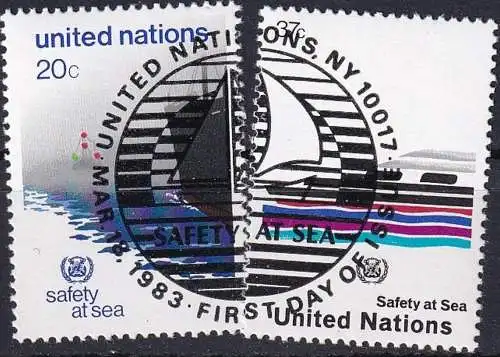 united nations
20c
safety
at sea
37c
Safety at Sea
United Nations
UNITED NATIONS, NY 10017
SAFETY AT SEA
MAR. 18, 1983 · FIRST DAY OF ISSUE ·